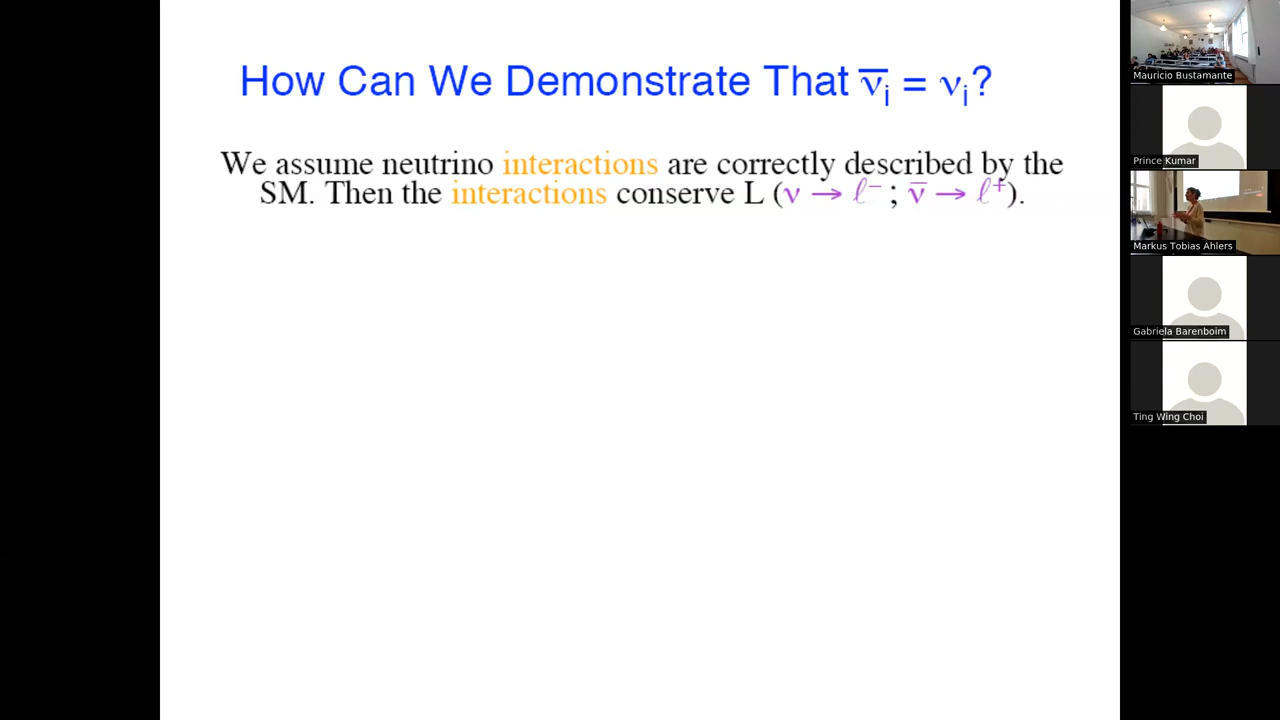 How Can We Demonstrate That ν̅ᵢ = νᵢ?
We assume neutrino interactions are correctly described by the
SM. Then the interactions conserve L (ν → ℓ⁻ ; ν̅ → ℓ⁺).
Mauricio Bustamante
Prince Kumar
Markus Tobias Ahlers
Gabriela Barenboim
Ting Wing Choi